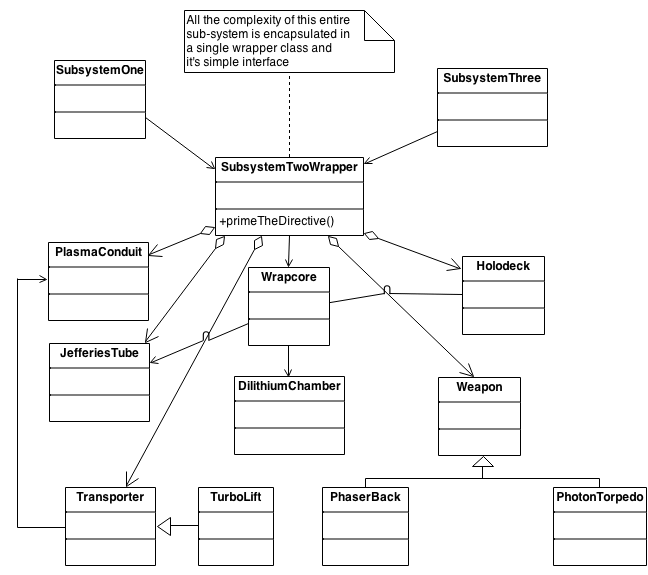 All the complexity of this entire
sub-system is encapsulated in
a single wrapper class and
it's simple interface
SubsystemOne
SubsystemThree
SubsystemTwoWrapper
+primeTheDirective()
PlasmaConduit
Wrapcore
Holodeck
JefferiesTube
DilithiumChamber
Weapon
Transporter
TurboLift
PhaserBack
PhotonTorpedo